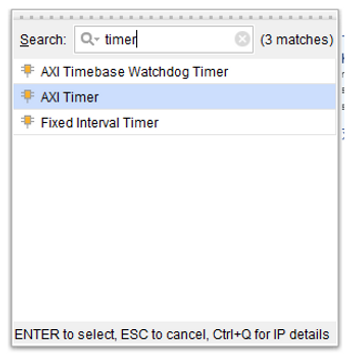 Search: timer (3 matches)
AXI Timebase Watchdog Timer
AXI Timer
Fixed Interval Timer
ENTER to select, ESC to cancel, Ctrl+Q for IP details